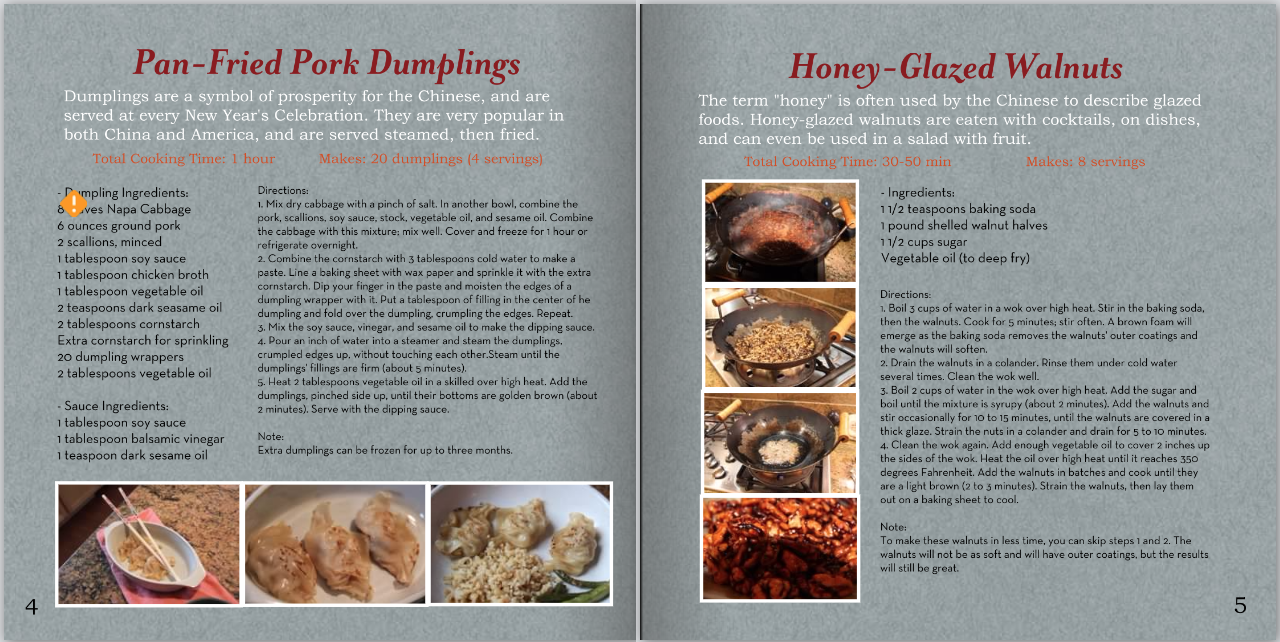 Pan-Fried Pork Dumplings
Dumplings are a symbol of prosperity for the Chinese, and are
served at every New Year's Celebration. They are very popular in
both China and America, and are served steamed, then fried.
Total Cooking Time: 1 hour Makes: 20 dumplings (4 servings)
- Dumpling Ingredients:
8 Napa Cabbage
6 ounces ground pork
2 scallions, minced
1 tablespoon soy sauce
1 tablespoon chicken broth
1 tablespoon vegetable oil
2 teaspoons dark seasame oil
2 tablespoons cornstarch
Extra cornstarch for sprinkling
20 dumpling wrappers
2 tablespoons vegetable oil
- Sauce Ingredients:
1 tablespoon soy sauce
1 tablespoon balsamic vinegar
1 teaspoon dark sesame oil
Directions:
1. Mix dry cabbage with a pinch of salt. In another bowl, combine the
pork, scallions, soy sauce, stock, vegetable oil, and sesame oil. Combine
the cabbage with this mixture; mix well. Cover and freeze for 1 hour or
refrigerate overnight.
2. Combine the cornstarch with 3 tablespoons cold water to make a
paste. Line a baking sheet with wax paper and sprinkle it with the extra
cornstarch. Dip your finger in the paste and moisten the edges of a
dumpling wrapper with it. Put a tablespoon of filling in the center of he
dumpling and fold over the dumpling, crumpling the edges. Repeat.
3. Mix the soy sauce, vinegar, and sesame oil to make the dipping sauce.
4. Pour an inch of water into a steamer and steam the dumplings,
crumpled edges up, without touching each other.Steam until the
dumplings' fillings are firm (about 5 minutes).
5. Heat 2 tablespoons vegetable oil in a skilled over high heat. Add the
dumplings, pinched side up, until their bottoms are golden brown (about
2 minutes). Serve with the dipping sauce.
Note:
Extra dumplings can be frozen for up to three months.
4
Honey-Glazed Walnuts
The term "honey" is often used by the Chinese to describe glazed
foods. Honey-glazed walnuts are eaten with cocktails, on dishes,
and can even be used in a salad with fruit.
Total Cooking Time: 30-50 min Makes: 8 servings
- Ingredients:
1 1/2 teaspoons baking soda
1 pound shelled walnut halves
1 1/2 cups sugar
Vegetable oil (to deep fry)
Directions:
1. Boil 3 cups of water in a wok over high heat. Stir in the baking soda,
then the walnuts. Cook for 5 minutes; stir often. A brown foam will
emerge as the baking soda removes the walnuts' outer coatings and
the walnuts will soften.
2. Drain the walnuts in a colander. Rinse them under cold water
several times. Clean the wok well.
3. Boil 2 cups of water in the wok over high heat. Add the sugar and
boil until the mixture is syrupy (about 2 minutes). Add the walnuts and
stir occasionally for 10 to 15 minutes, until the walnuts are covered in a
thick glaze. Strain the nuts in a colander and drain for 5 to 10 minutes.
4. Clean the wok again. Add enough vegetable oil to cover 2 inches up
the sides of the wok. Heat the oil over high heat until it reaches 350
degrees Fahrenheit. Add the walnuts in batches and cook until they
are a light brown (2 to 3 minutes). Strain the walnuts, then lay them
out on a baking sheet to cool.
Note:
To make these walnuts in less time, you can skip steps 1 and 2. The
walnuts will not be as soft and will have outer coatings, but the results
will still be great.
5